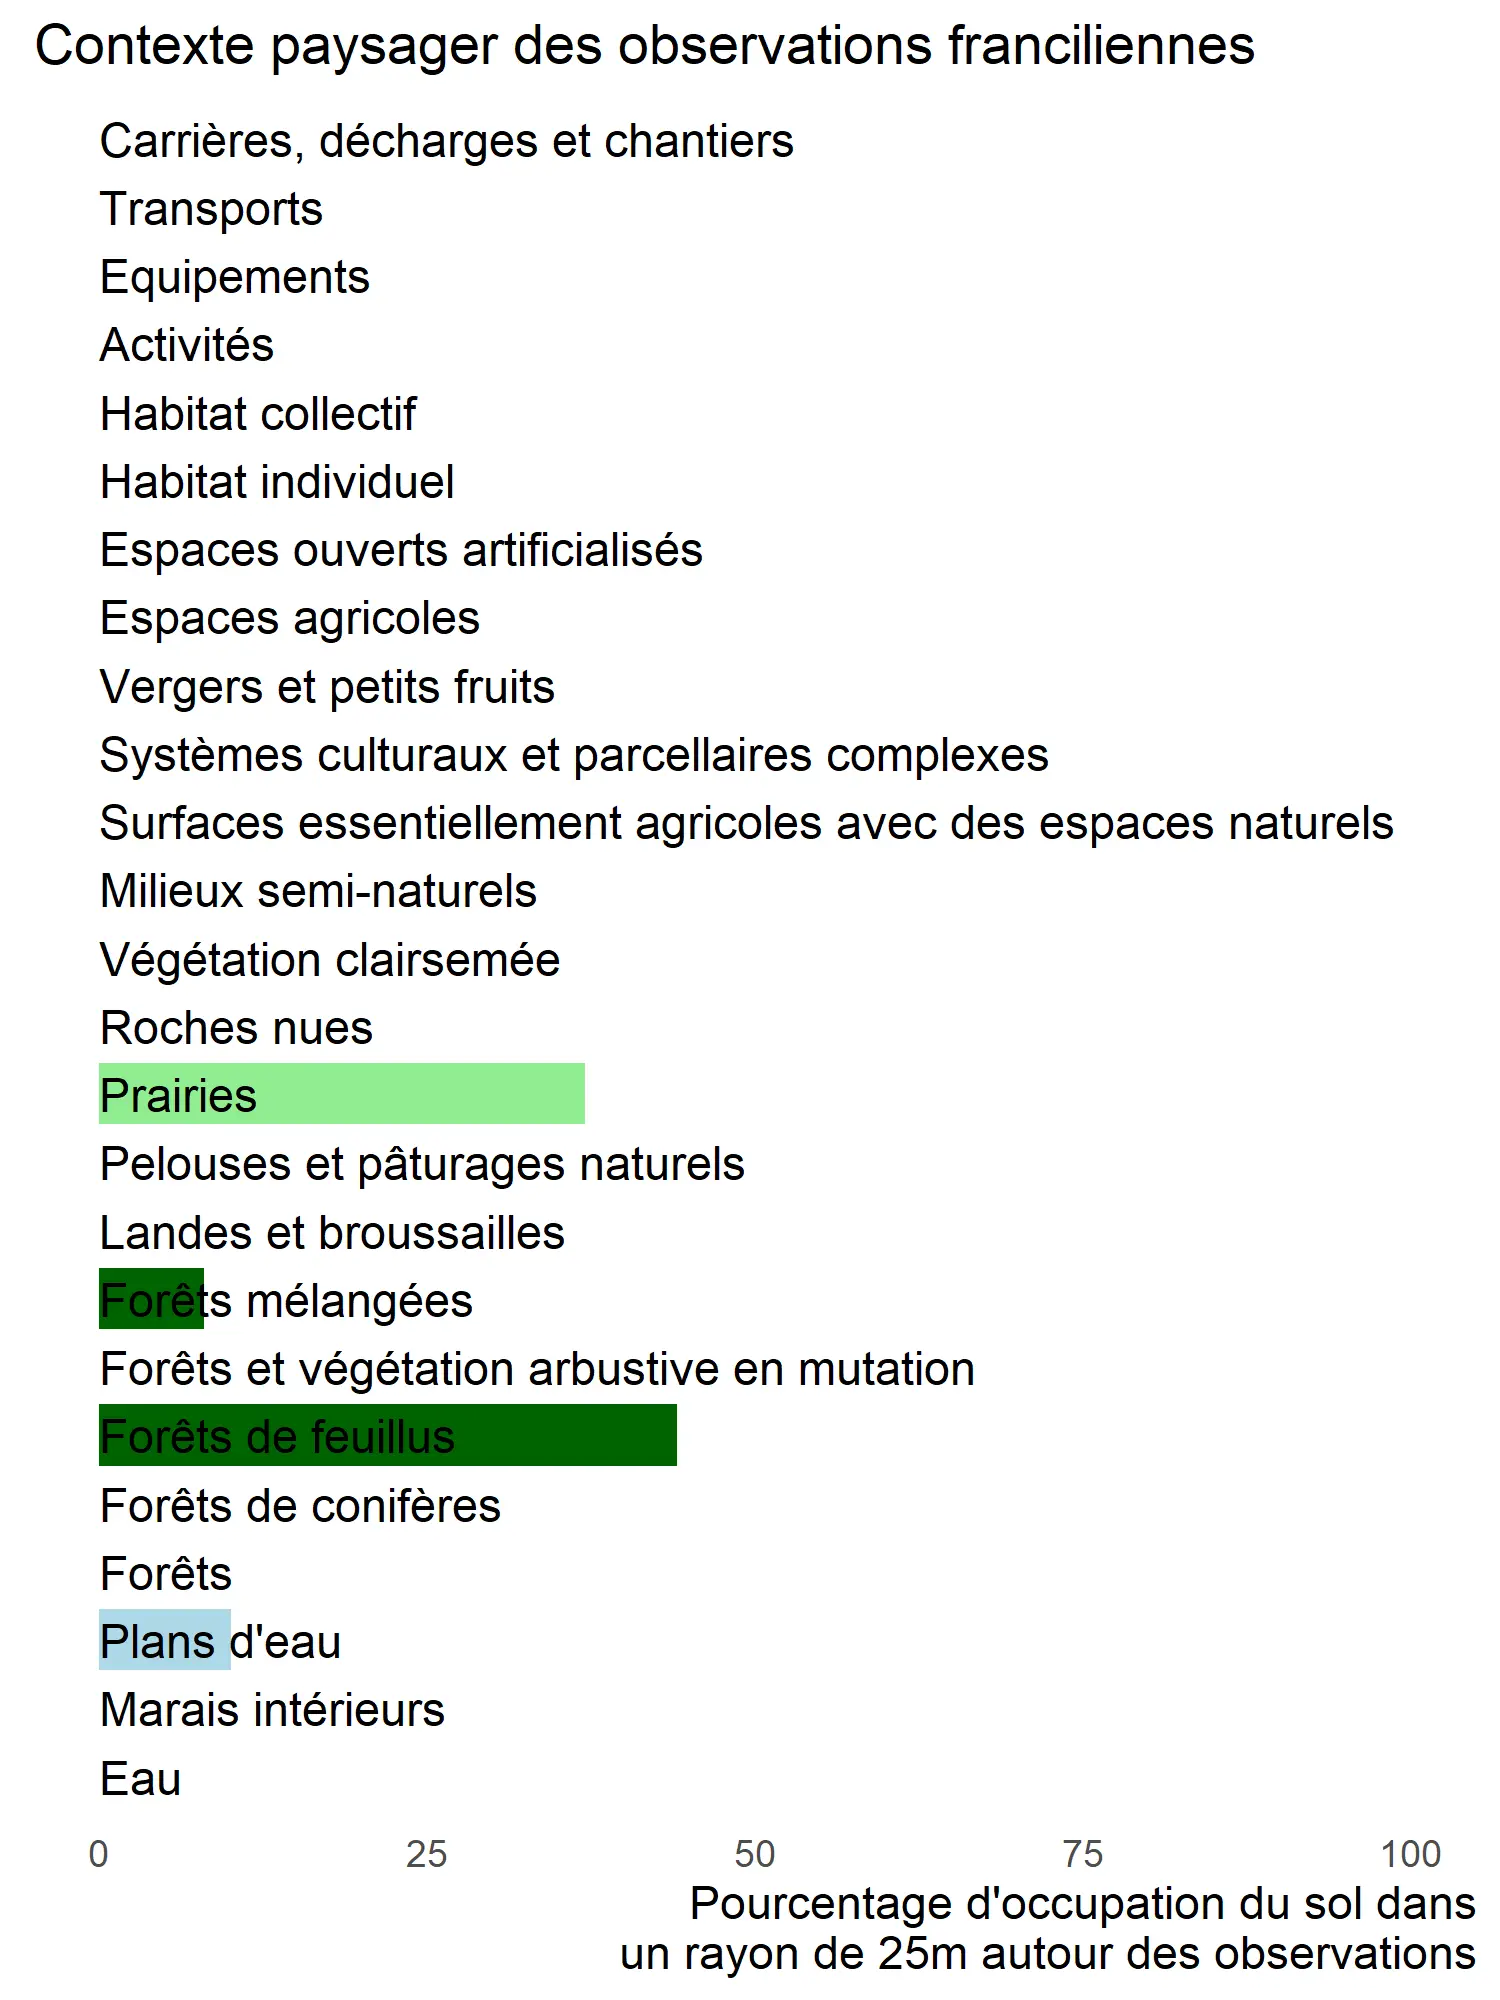 Contexte paysager des observations franciliennes
Carrières, décharges et chantiers
Transports
Equipements
Activités
Habitat collectif
Habitat individuel
Espaces ouverts artificialisés
Espaces agricoles
Vergers et petits fruits
Systèmes culturaux et parcellaires complexes
Surfaces essentiellement agricoles avec des espaces naturels
Milieux semi-naturels
Végétation clairsemée
Roches nues
Prairies
Pelouses et pâturages naturels
Landes et broussailles
Forêts mélangées
Forêts et végétation arbustive en mutation
Forêts de feuillus
Forêts de conifères
Forêts
Plans d'eau
Marais intérieurs
Eau
0 25 50 75 100
Pourcentage d'occupation du sol dans
un rayon de 25m autour des observations